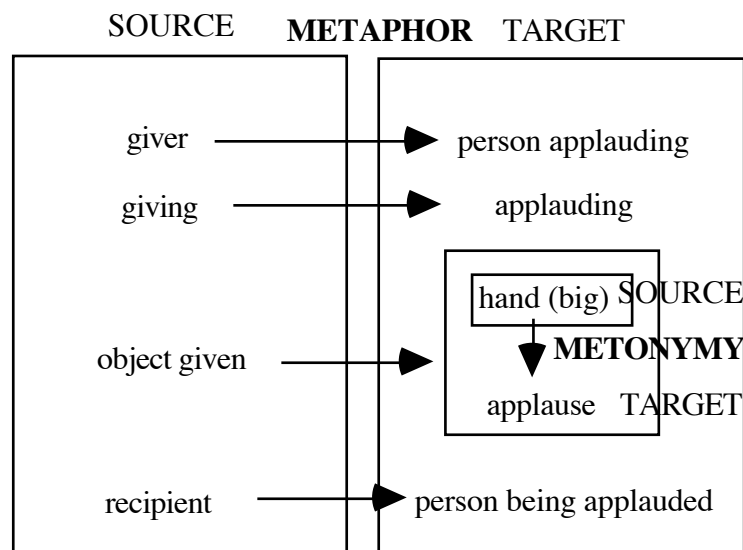 SOURCE METAPHOR TARGET
giver person applauding
giving applauding
hand (big) SOURCE
METONYMY
object given
applause TARGET
recipient person being applauded